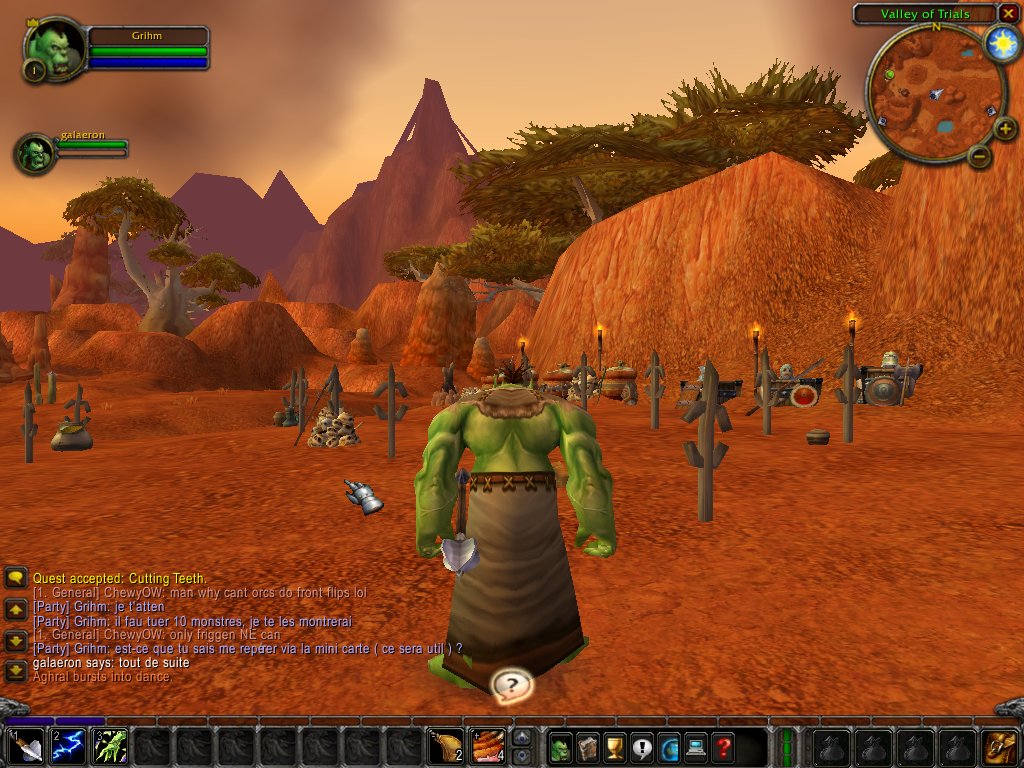 Grihm
1
galaeron
Valley of Trials
N
Quest accepted: Cutting Teeth.
[1. General] ChewyOW: man why cant orcs do front flips lol
[Party] Grihm: je t'atten
[Party] Grihm: il fau tuer 10 monstres, je te les montrerai
[1. General] ChewyOW: only friggen NE can
[Party] Grihm: est-ce que tu sais me repérer via la mini carte ( ce sera util ) ?
galaeron says: tout de suite
Aghral bursts into dance.
?
1 2 3 2 4 ! ?